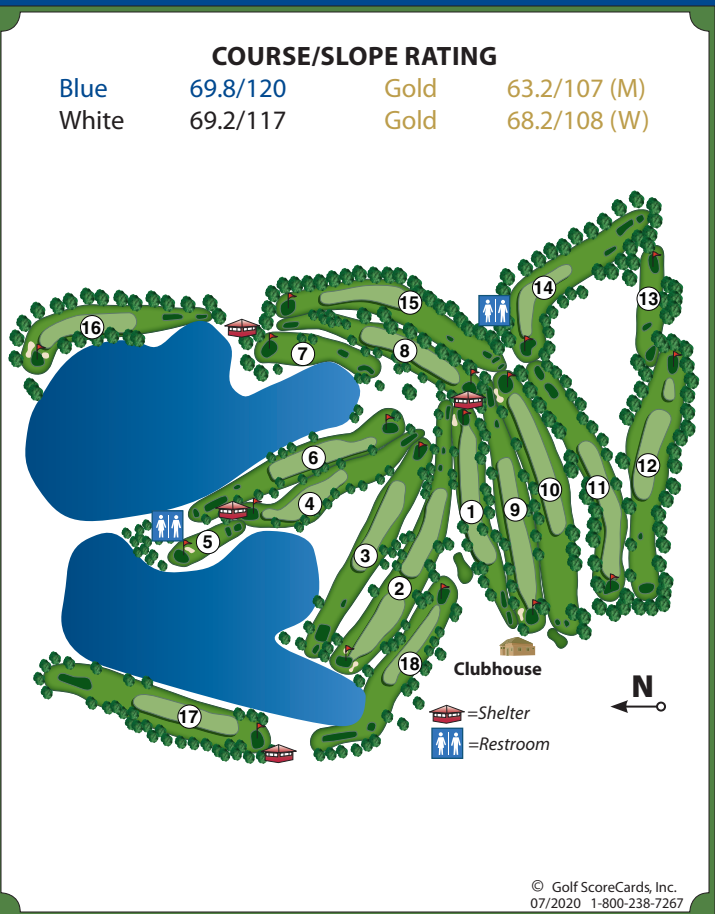 COURSE/SLOPE RATING
Blue 69.8/120 Gold 63.2/107 (M)
White 69.2/117 Gold 68.2/108 (W)
14
13
15
16
8
7
6
12
11
10
4
1
9
5
3
2
18
Clubhouse
N
17
=Shelter
=Restroom
© Golf ScoreCards, Inc.
07/2020 1-800-238-7267